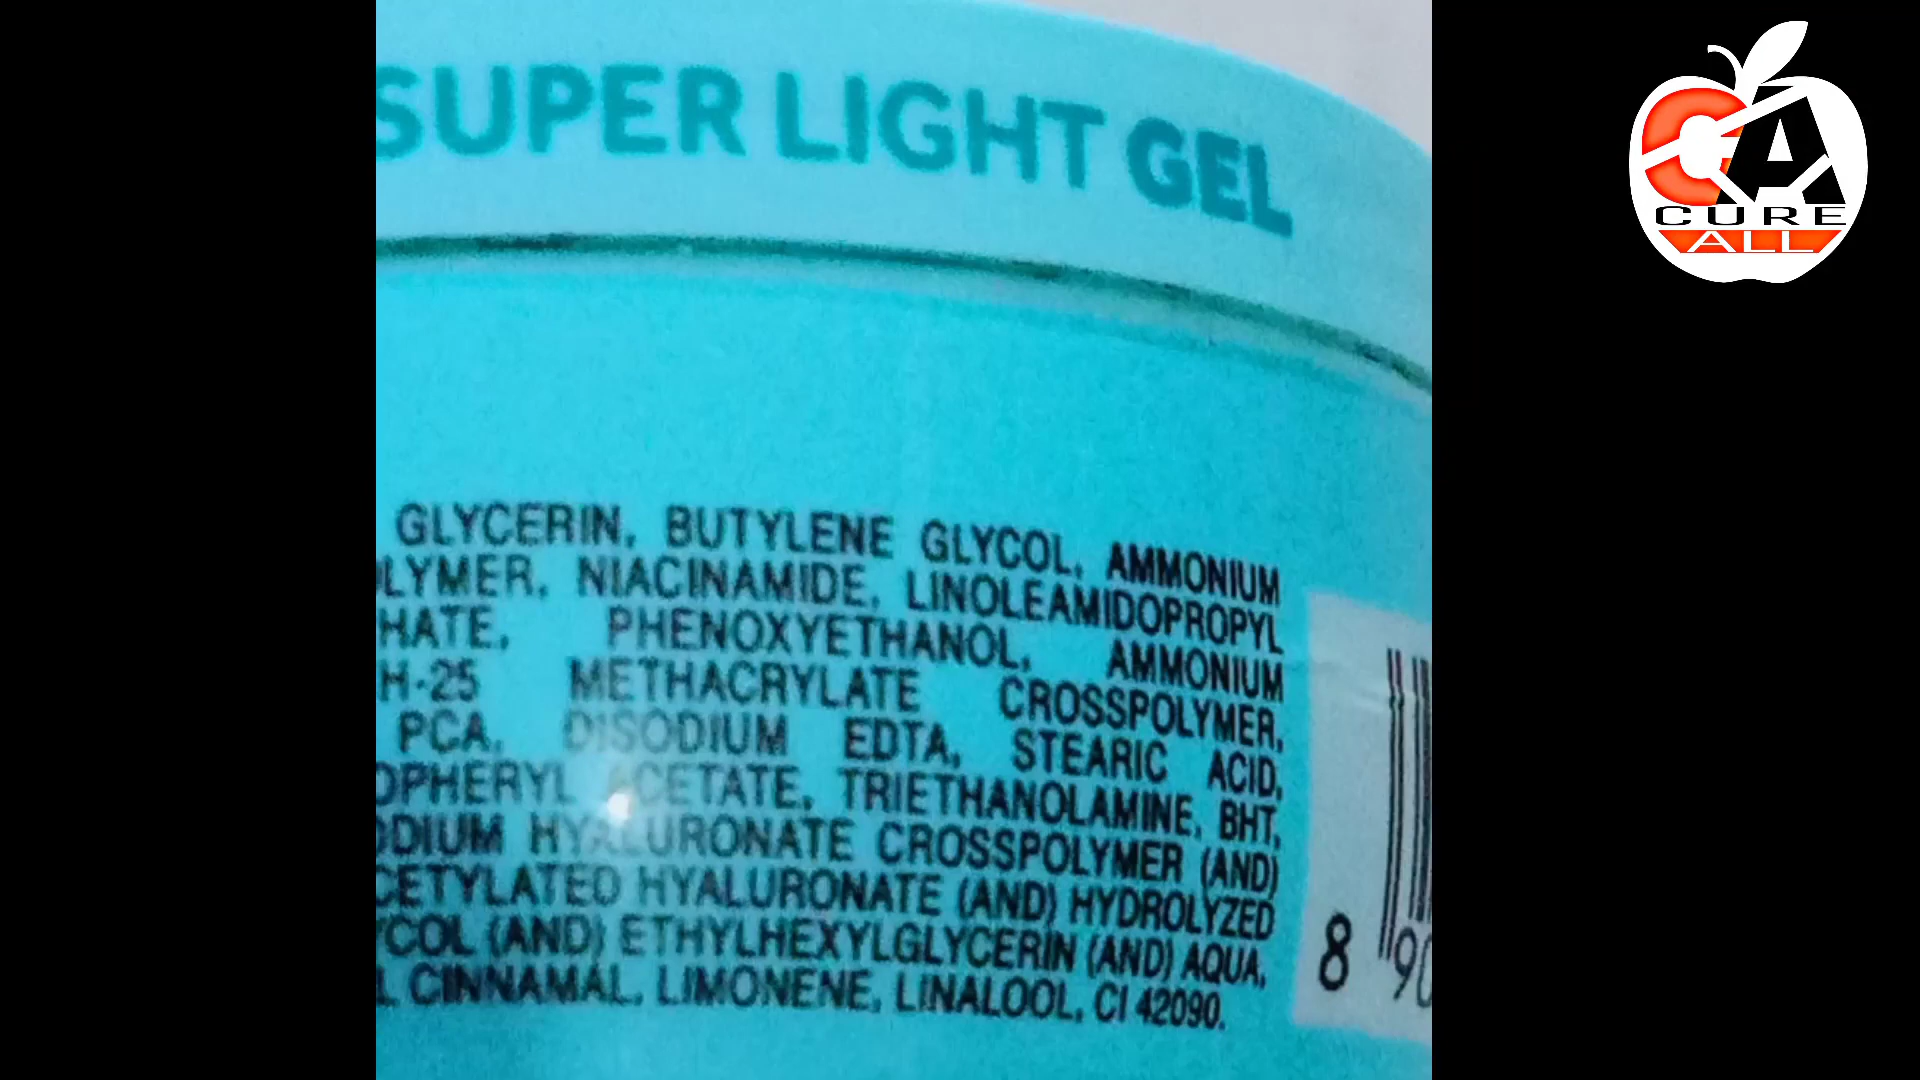 SUPER LIGHT GEL
GLYCERIN, BUTYLENE GLYCOL, AMMONIUM
LYMER, NIACINAMIDE, LINOLEAMIDOPROPYL
HATE, PHENOXYETHANOL, AMMONIUM
H-25 METHACRYLATE CROSSPOLYMER,
PCA, DISODIUM EDTA, STEARIC ACID,
OPHERYL ACETATE, TRIETHANOLAMINE, BHT,
ODIUM HYALURONATE CROSSPOLYMER (AND)
CETYLATED HYALURONATE (AND) HYDROLYZED
YCOL (AND) ETHYLHEXYLGLYCERIN (AND) AQUA,
L CINNAMAL, LIMONENE, LINALOOL, CI 42090.
8 90
CA
CURE
ALL